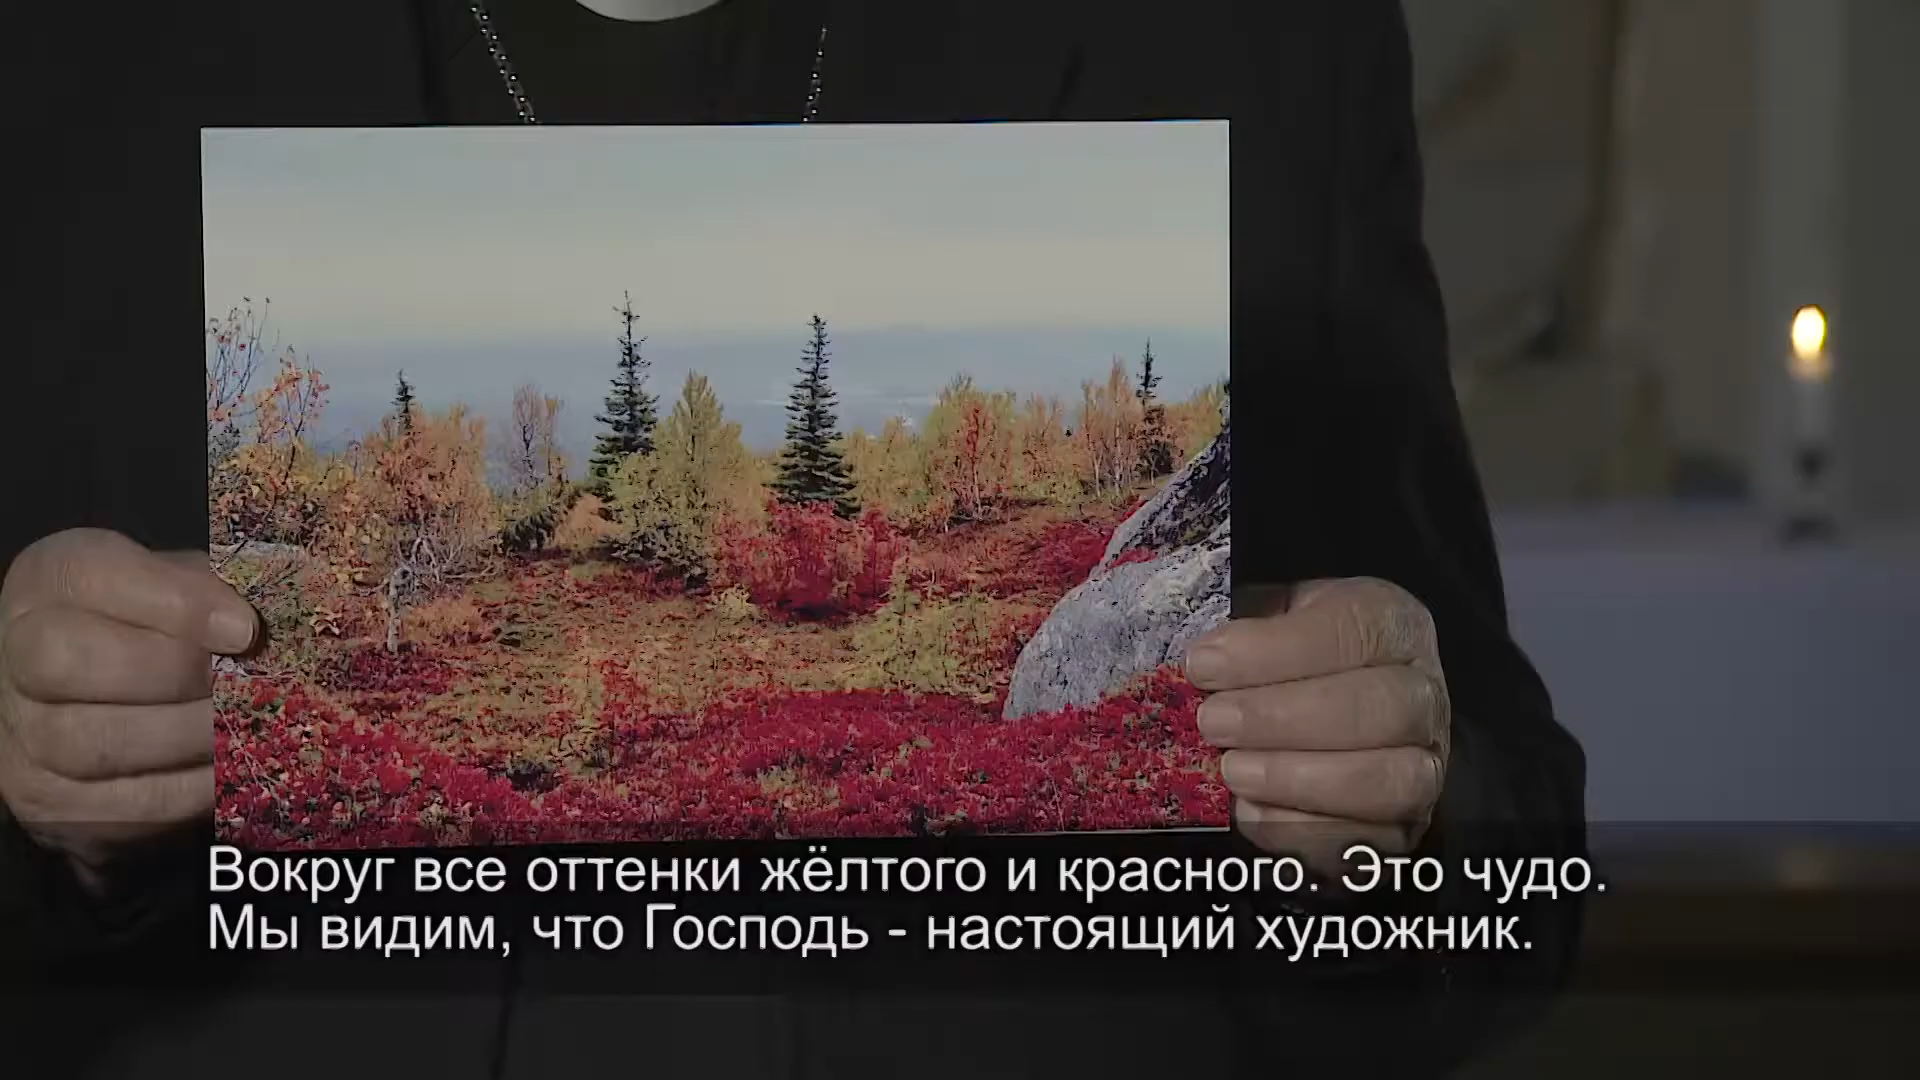 Вокруг все оттенки жёлтого и красного. Это чудо.
Мы видим, что Господь - настоящий художник.